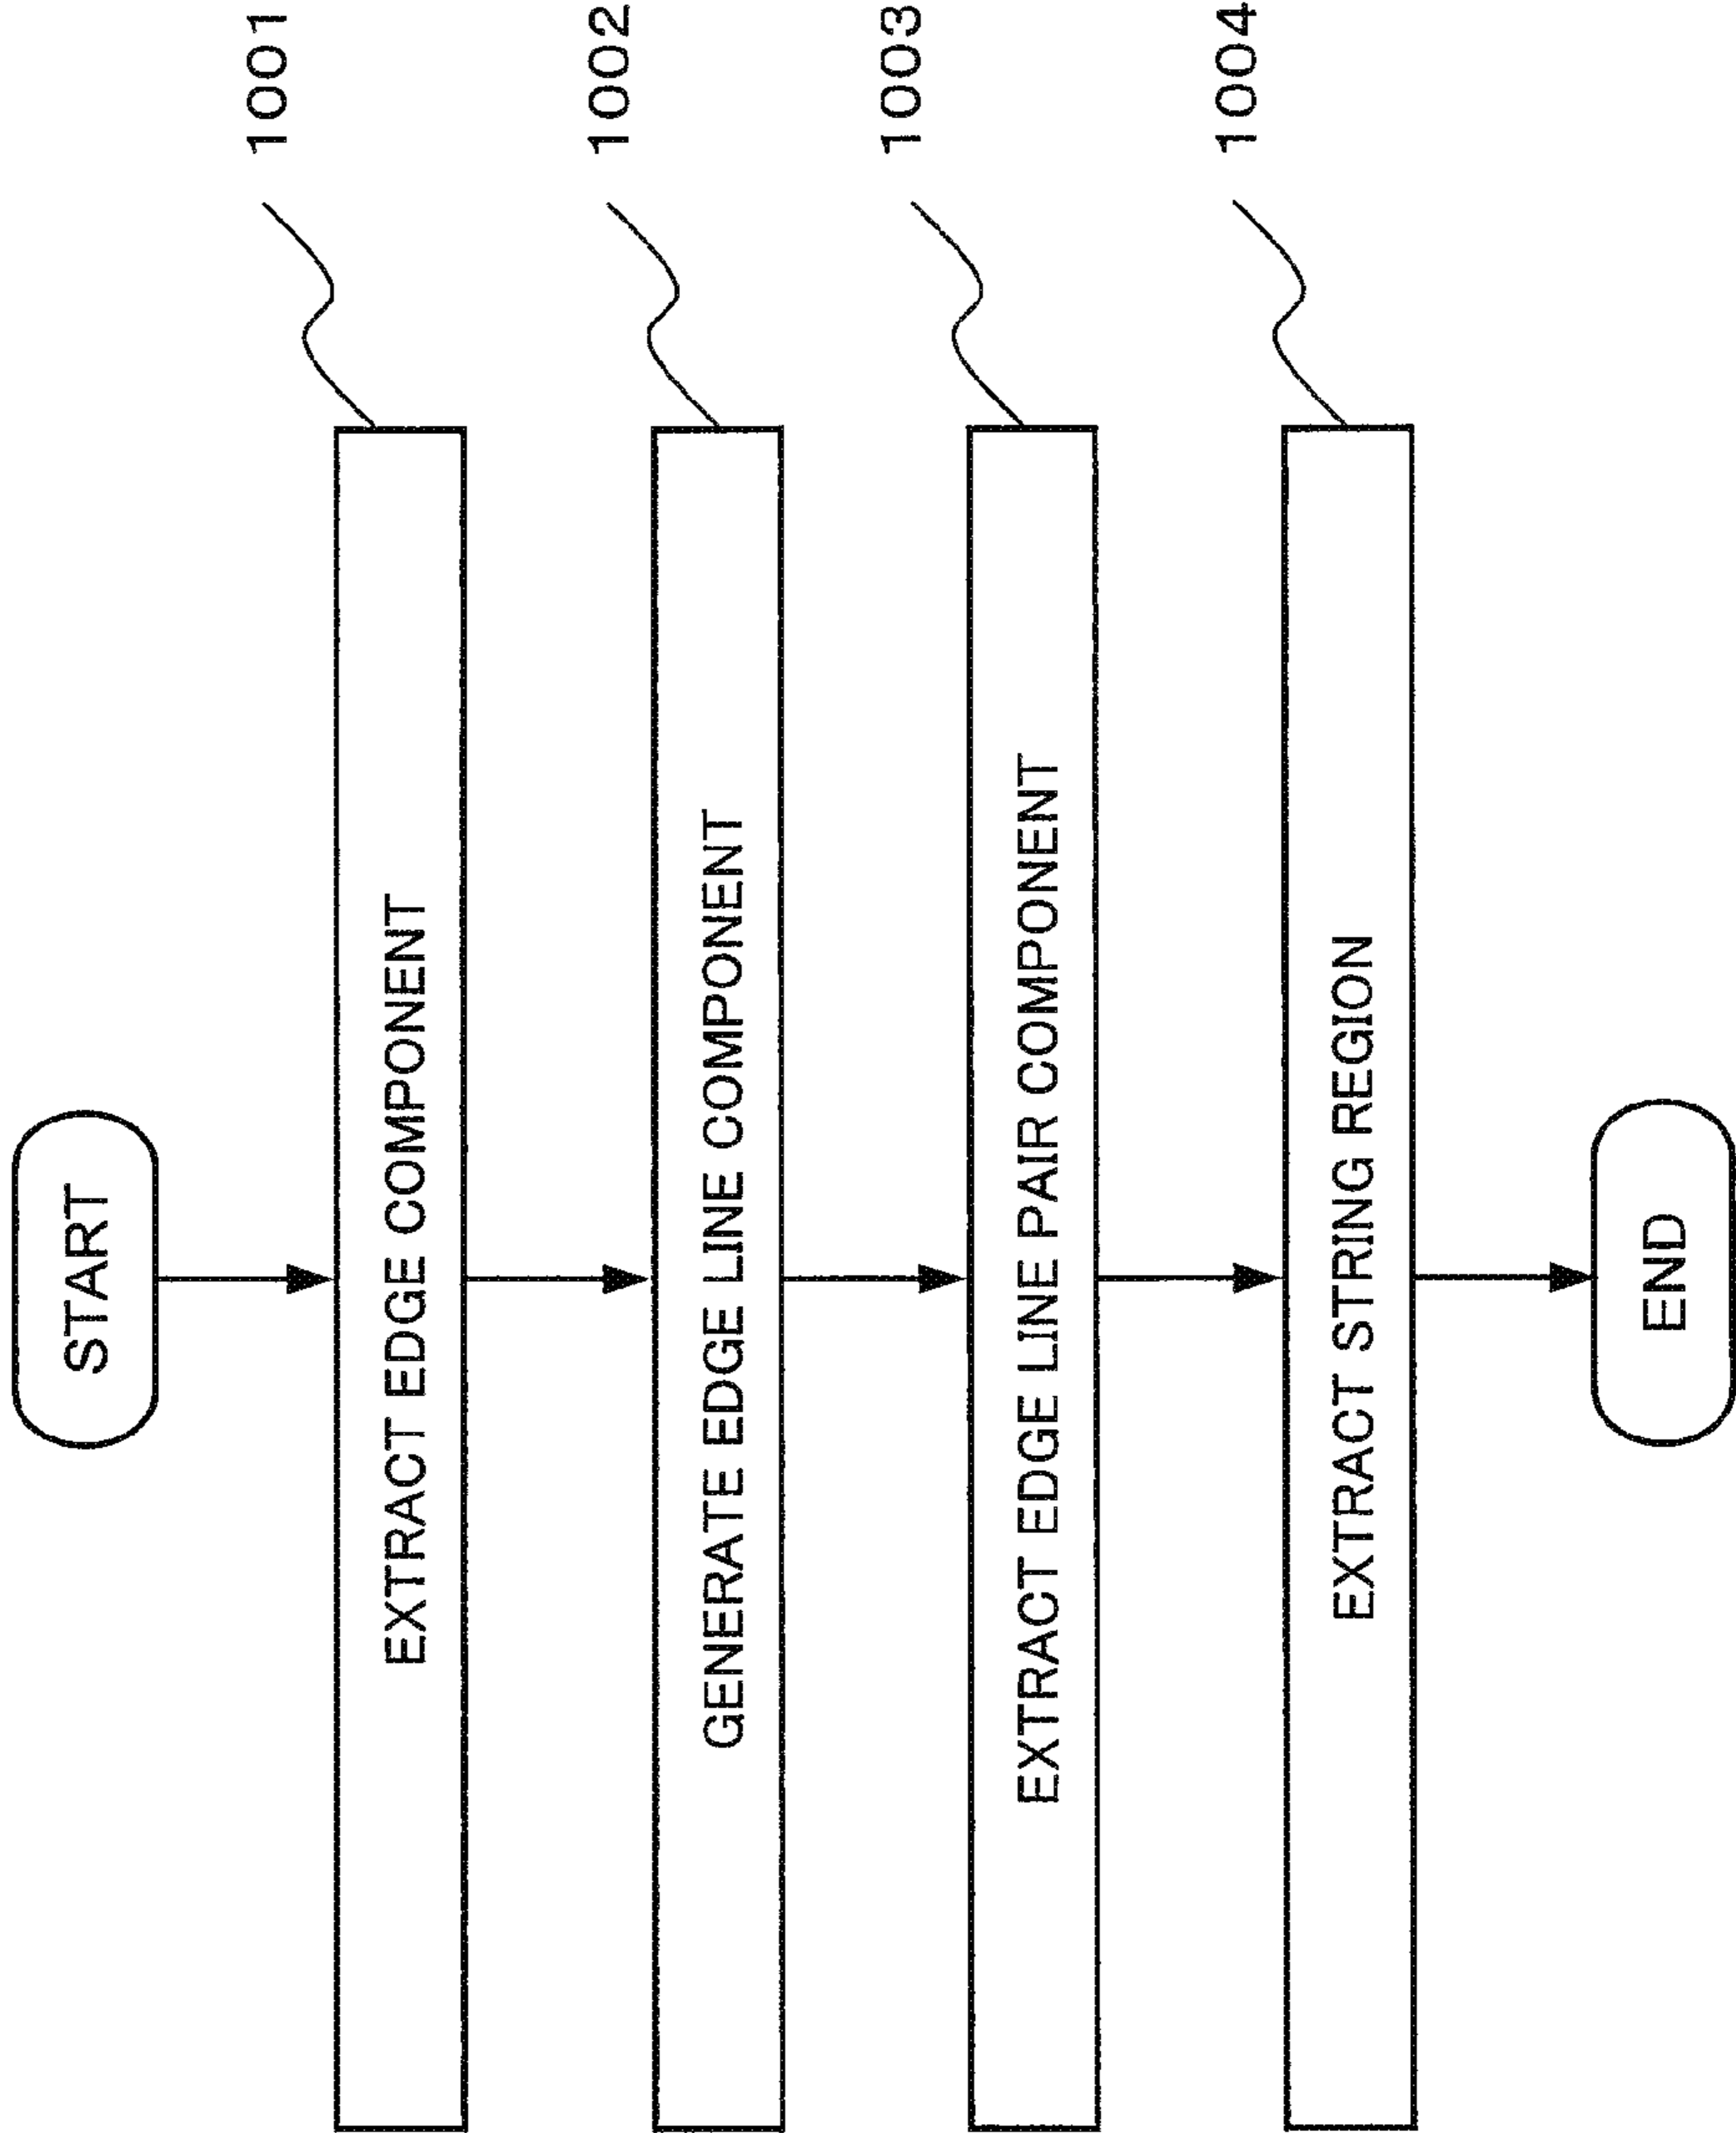 START
EXTRACT EDGE COMPONENT
1001
GENERATE EDGE LINE COMPONENT
1002
EXTRACT EDGE LINE PAIR COMPONENT
1003
EXTRACT STRING REGION
1004
END